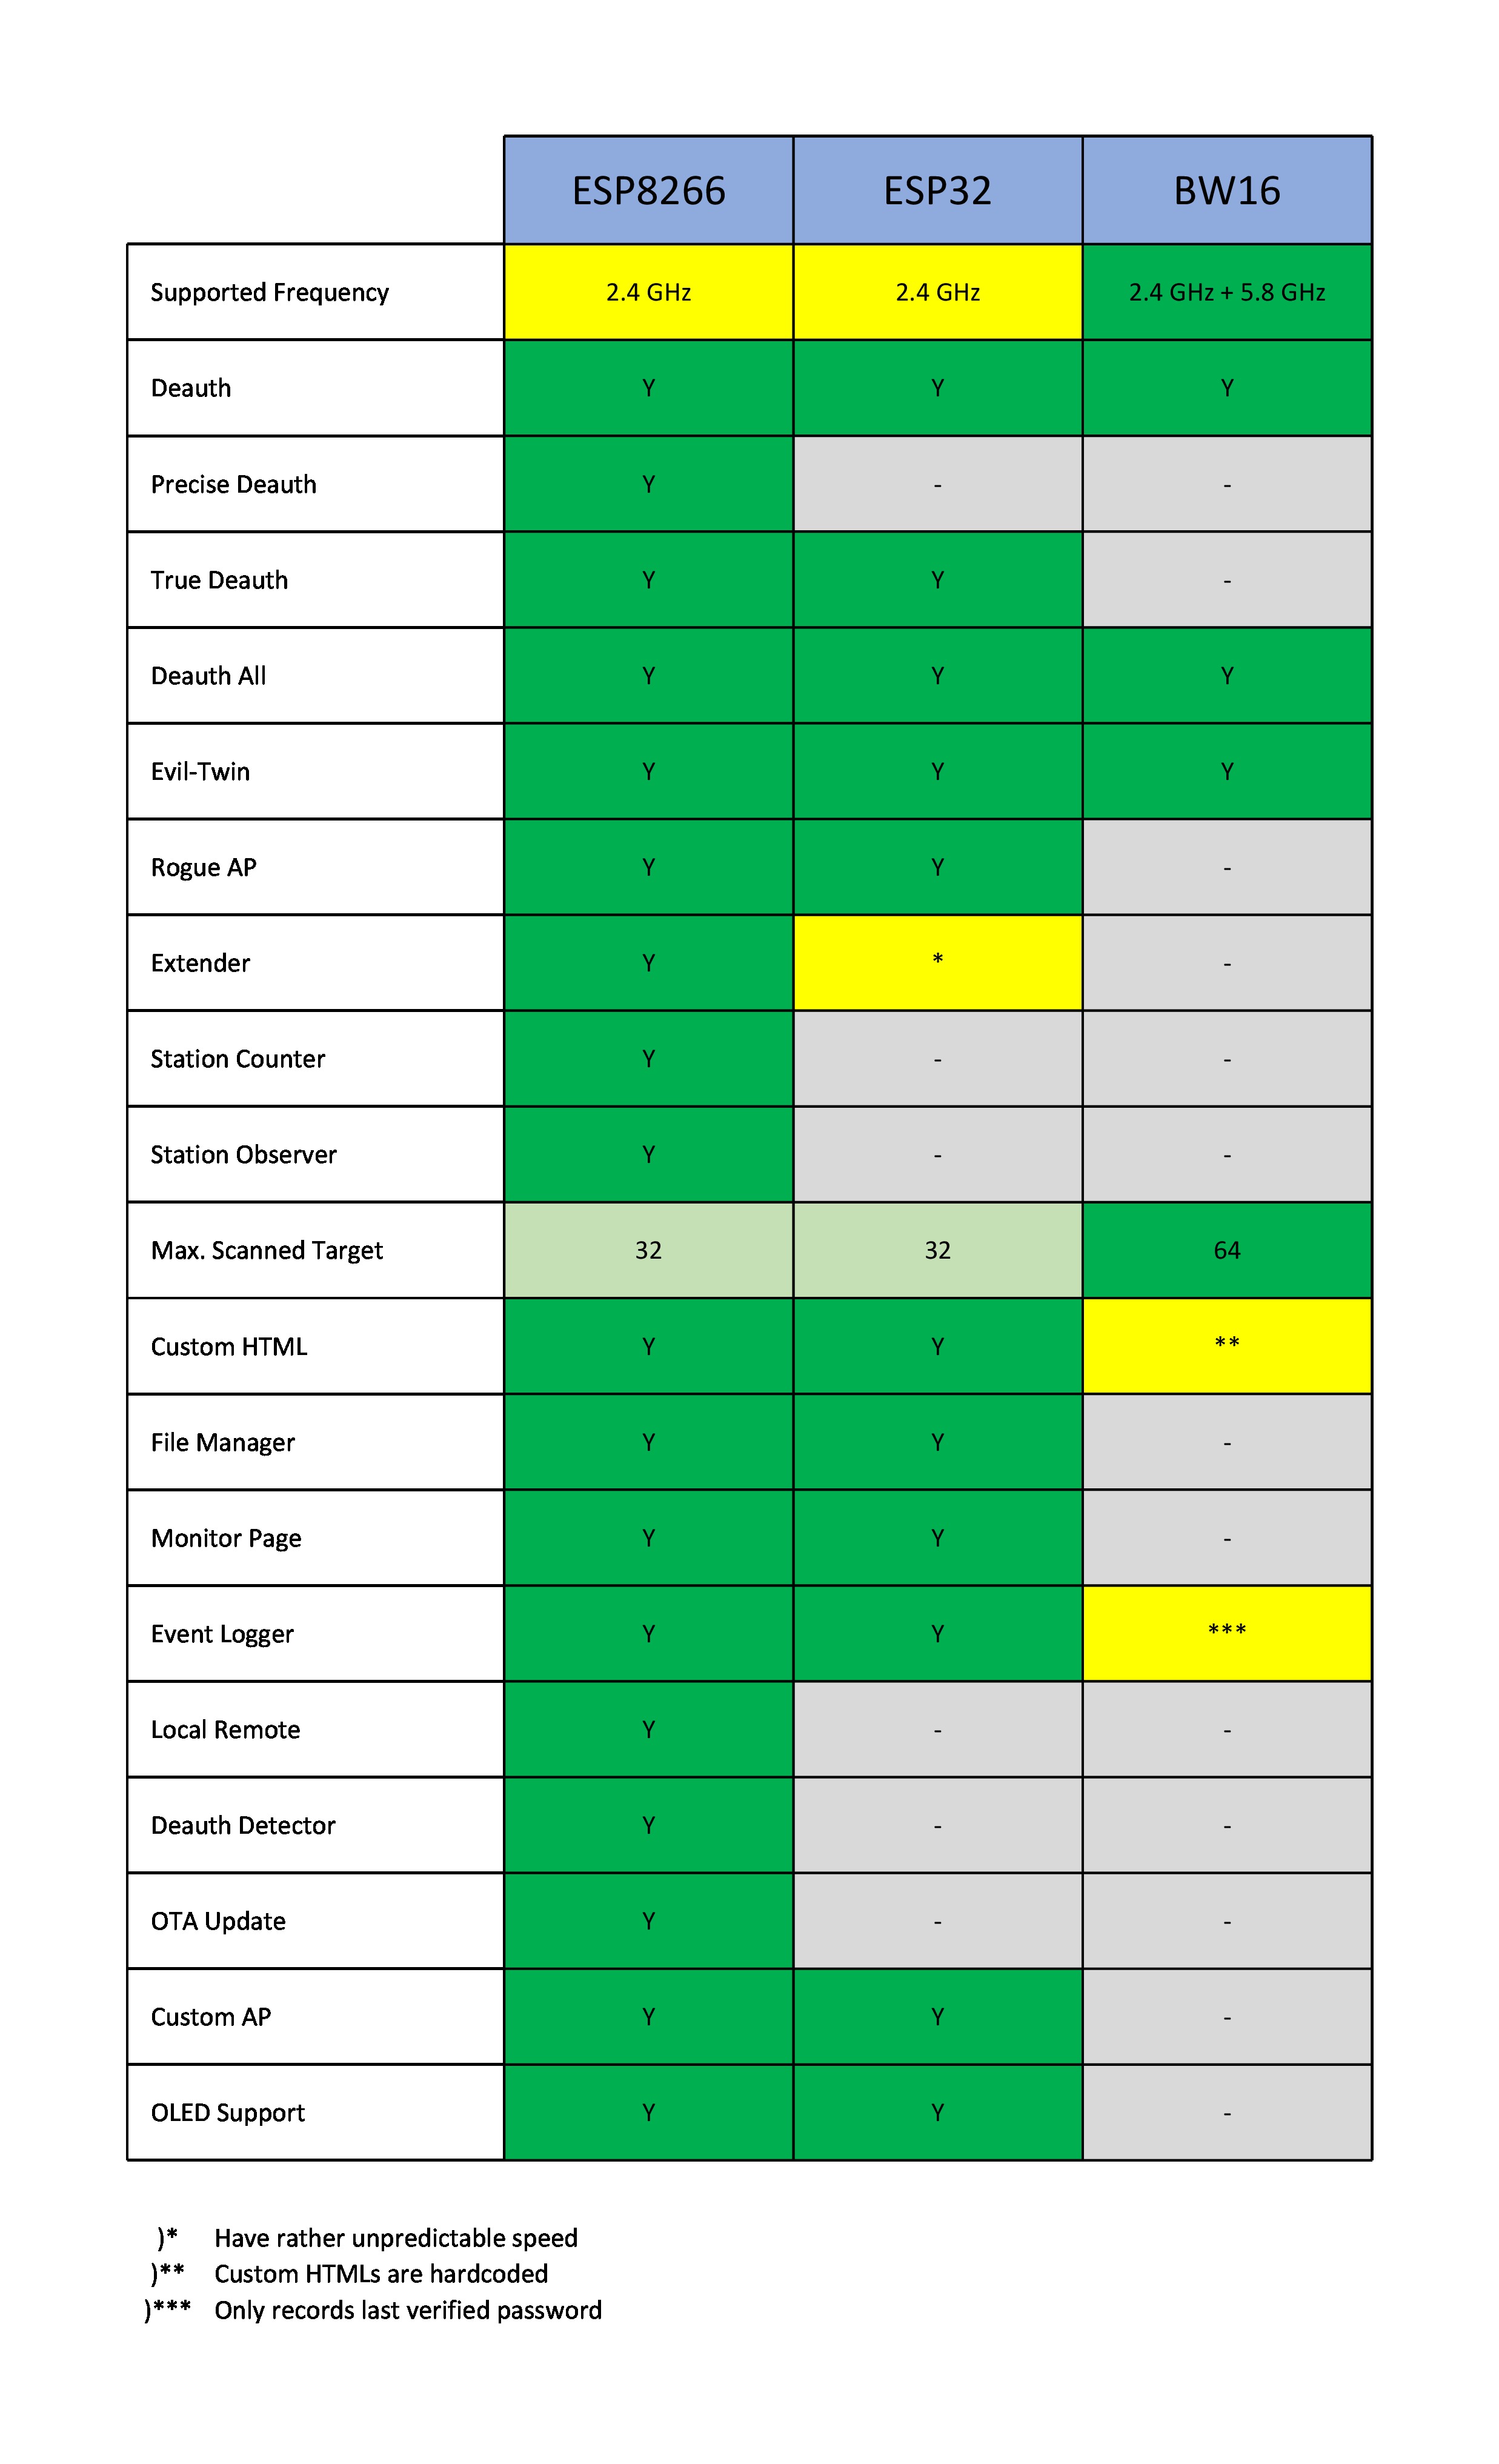 ESP8266 ESP32 BW16
Supported Frequency 2.4 GHz 2.4 GHz 2.4 GHz + 5.8 GHz
Deauth Y Y Y
Precise Deauth Y - -
True Deauth Y Y -
Deauth All Y Y Y
Evil-Twin Y Y Y
Rogue AP Y Y -
Extender Y * -
Station Counter Y - -
Station Observer Y - -
Max. Scanned Target 32 32 64
Custom HTML Y Y **
File Manager Y Y -
Monitor Page Y Y -
Event Logger Y Y ***
Local Remote Y - -
Deauth Detector Y - -
OTA Update Y - -
Custom AP Y Y -
OLED Support Y Y -
)* Have rather unpredictable speed
)** Custom HTMLs are hardcoded
)*** Only records last verified password